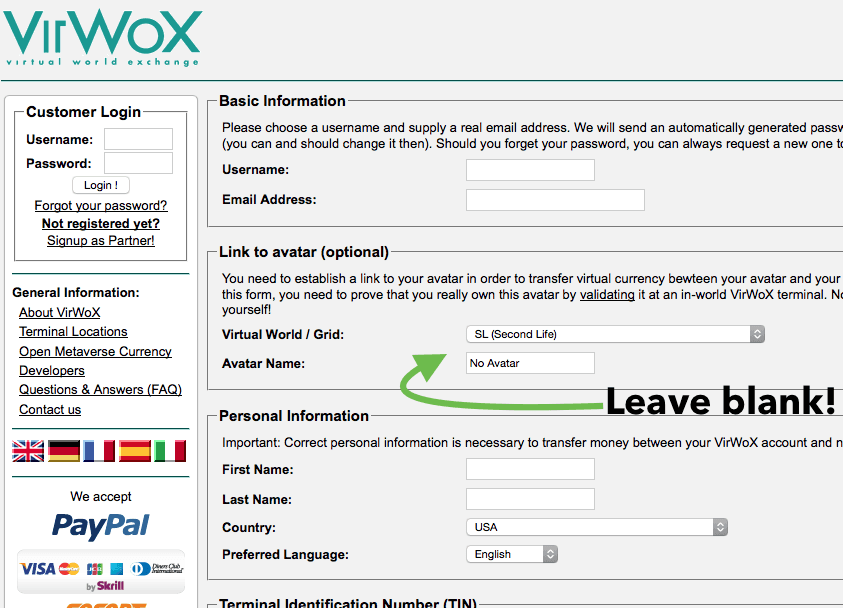 VirWoX
virtual world exchange
Customer Login
Username:
Password:
Login !
Forgot your password?
Not registered yet?
Signup as Partner!
General Information:
About VirWoX
Terminal Locations
Open Metaverse Currency
Developers
Questions & Answers (FAQ)
Contact us
We accept
PayPal
VISA MasterCard JCB Diners Club International
by Skrill
Basic Information
Please choose a username and supply a real email address. We will send an automatically generated passw
(you can and should change it then). Should you forget your password, you can always request a new one to
Username:
Email Address:
Link to avatar (optional)
You need to establish a link to your avatar in order to transfer virtual currency bewteen your avatar and your
this form, you need to prove that you really own this avatar by validating it at an in-world VirWoX terminal. No
yourself!
Virtual World / Grid:
SL (Second Life)
Avatar Name:
No Avatar
Leave blank!
Personal Information
Important: Correct personal information is necessary to transfer money between your VirWoX account and n
First Name:
Last Name:
Country:
USA
Preferred Language:
English
Terminal Identification Number (TIN)